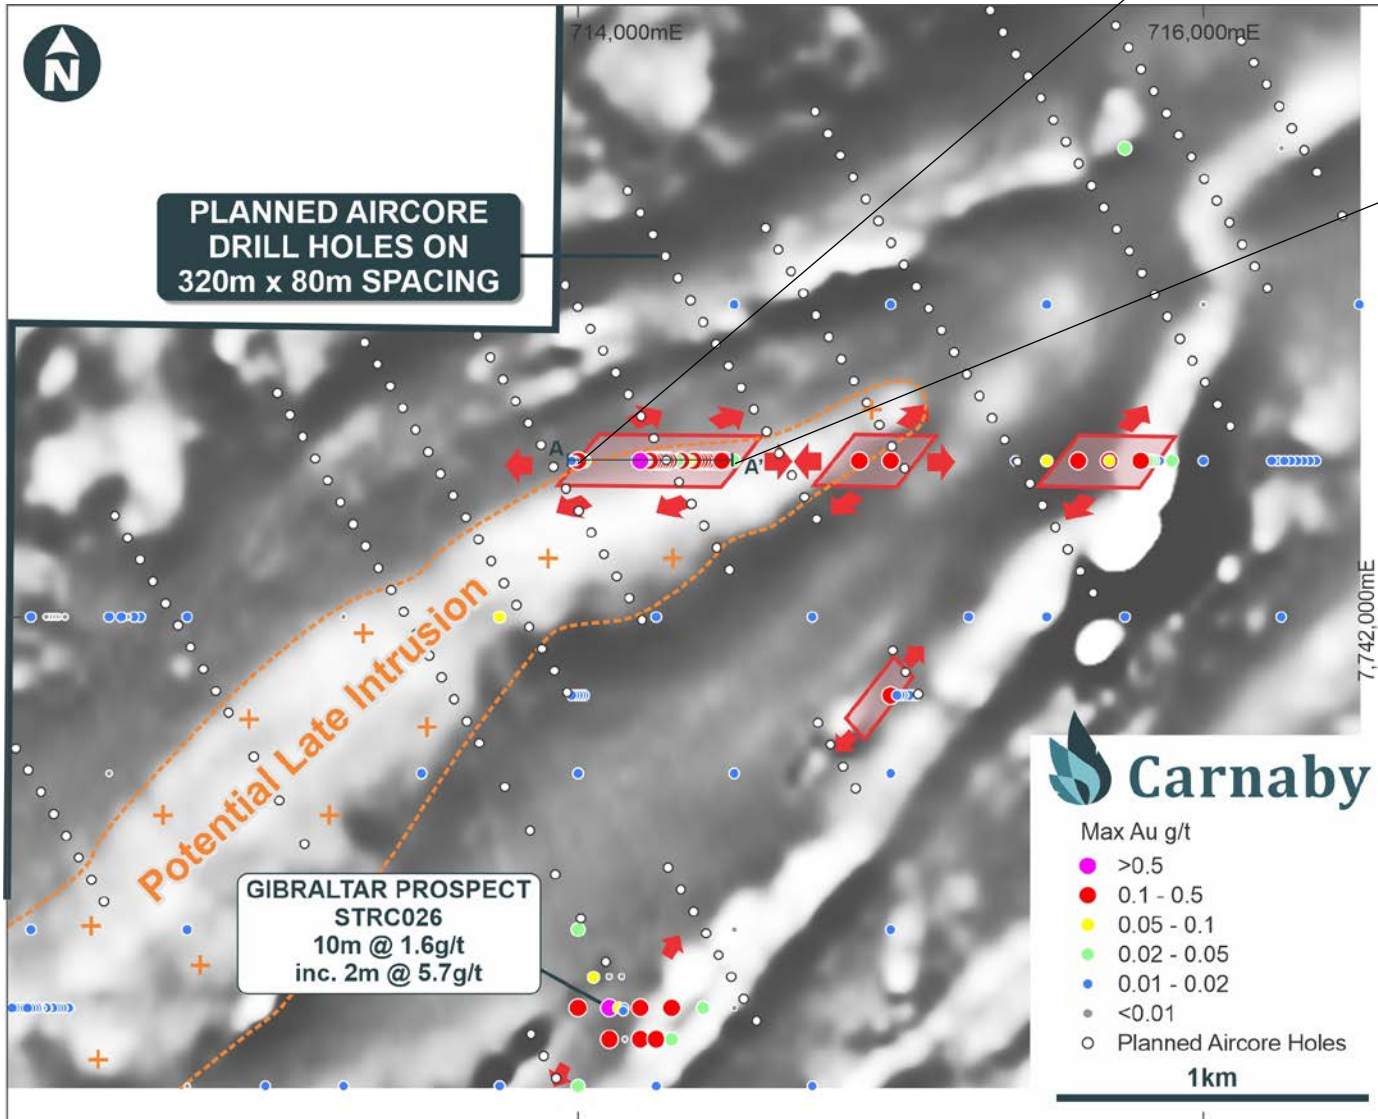 N
714,000mE
716,000mE
PLANNED AIRCORE
DRILL HOLES ON
320m x 80m SPACING
A
A'
Potential Late Intrusion
7,742,000mE
GIBRALTAR PROSPECT
STRC026
10m @ 1.6g/t
inc. 2m @ 5.7g/t
Carnaby
Max Au g/t
>0.5
0.1 - 0.5
0.05 - 0.1
0.02 - 0.05
0.01 - 0.02
<0.01
Planned Aircore Holes
1km